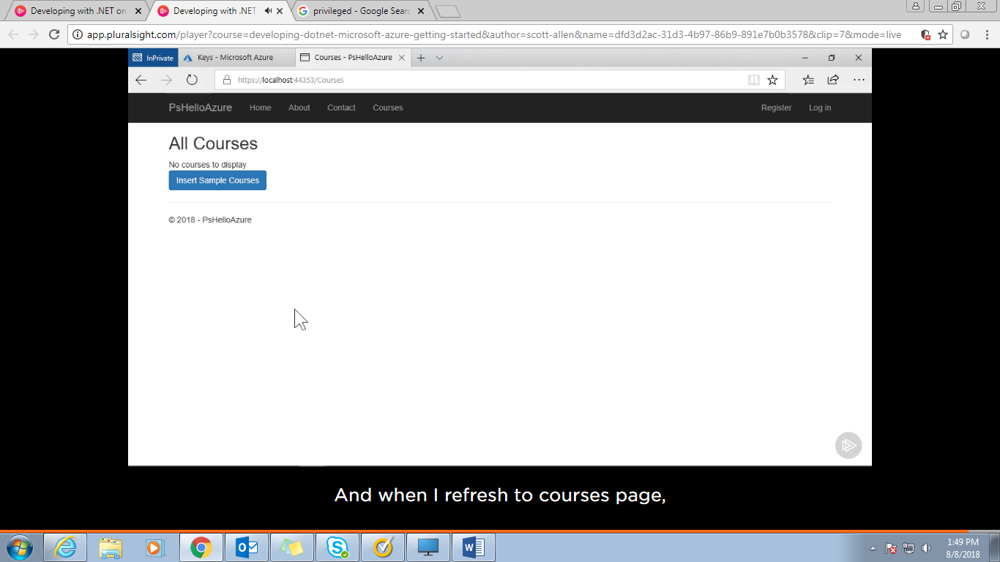 Developing with .NET on
Developing with .NET
privileged - Google Searc
app.pluralsight.com/player?course=developing-dotnet-microsoft-azure-getting-started&author=scott-allen&name=dfd3d2ac-31d3-4b97-86b9-891e7b0b3578&clip=7&mode=live
InPrivate
Keys - Microsoft Azure
Courses - PsHelloAzure
https://localhost:44353/Courses
PsHelloAzure
Home
About
Contact
Courses
Register
Log in
All Courses
No courses to display
Insert Sample Courses
© 2018 - PsHelloAzure
And when I refresh to courses page,
1:49 PM
8/8/2018